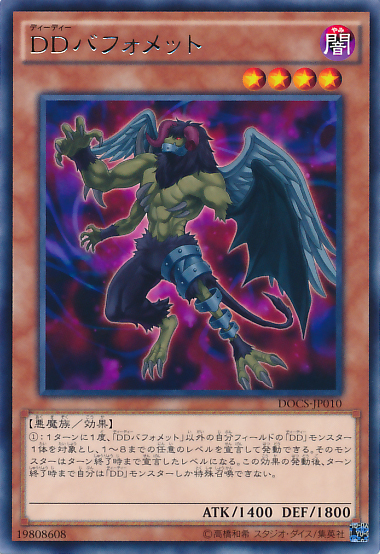 ディーディー
DDバフォメット
やみ
闇
DOCS-JP010
【悪魔族／効果】
①：1ターンに1度、「DDバフォメット」以外の自分フィールドの「DD」モンスター
1体を対象とし、1～8までの任意のレベルを宣言して発動できる。その
モンスターはターン終了時まで宣言したレベルになる。この効果の発動後、ターン
終了時まで自分は「DD」モンスターしか特殊召喚できない。
ATK/1400 DEF/1800
19808608
©高橋和希 スタジオ・ダイス/集英社